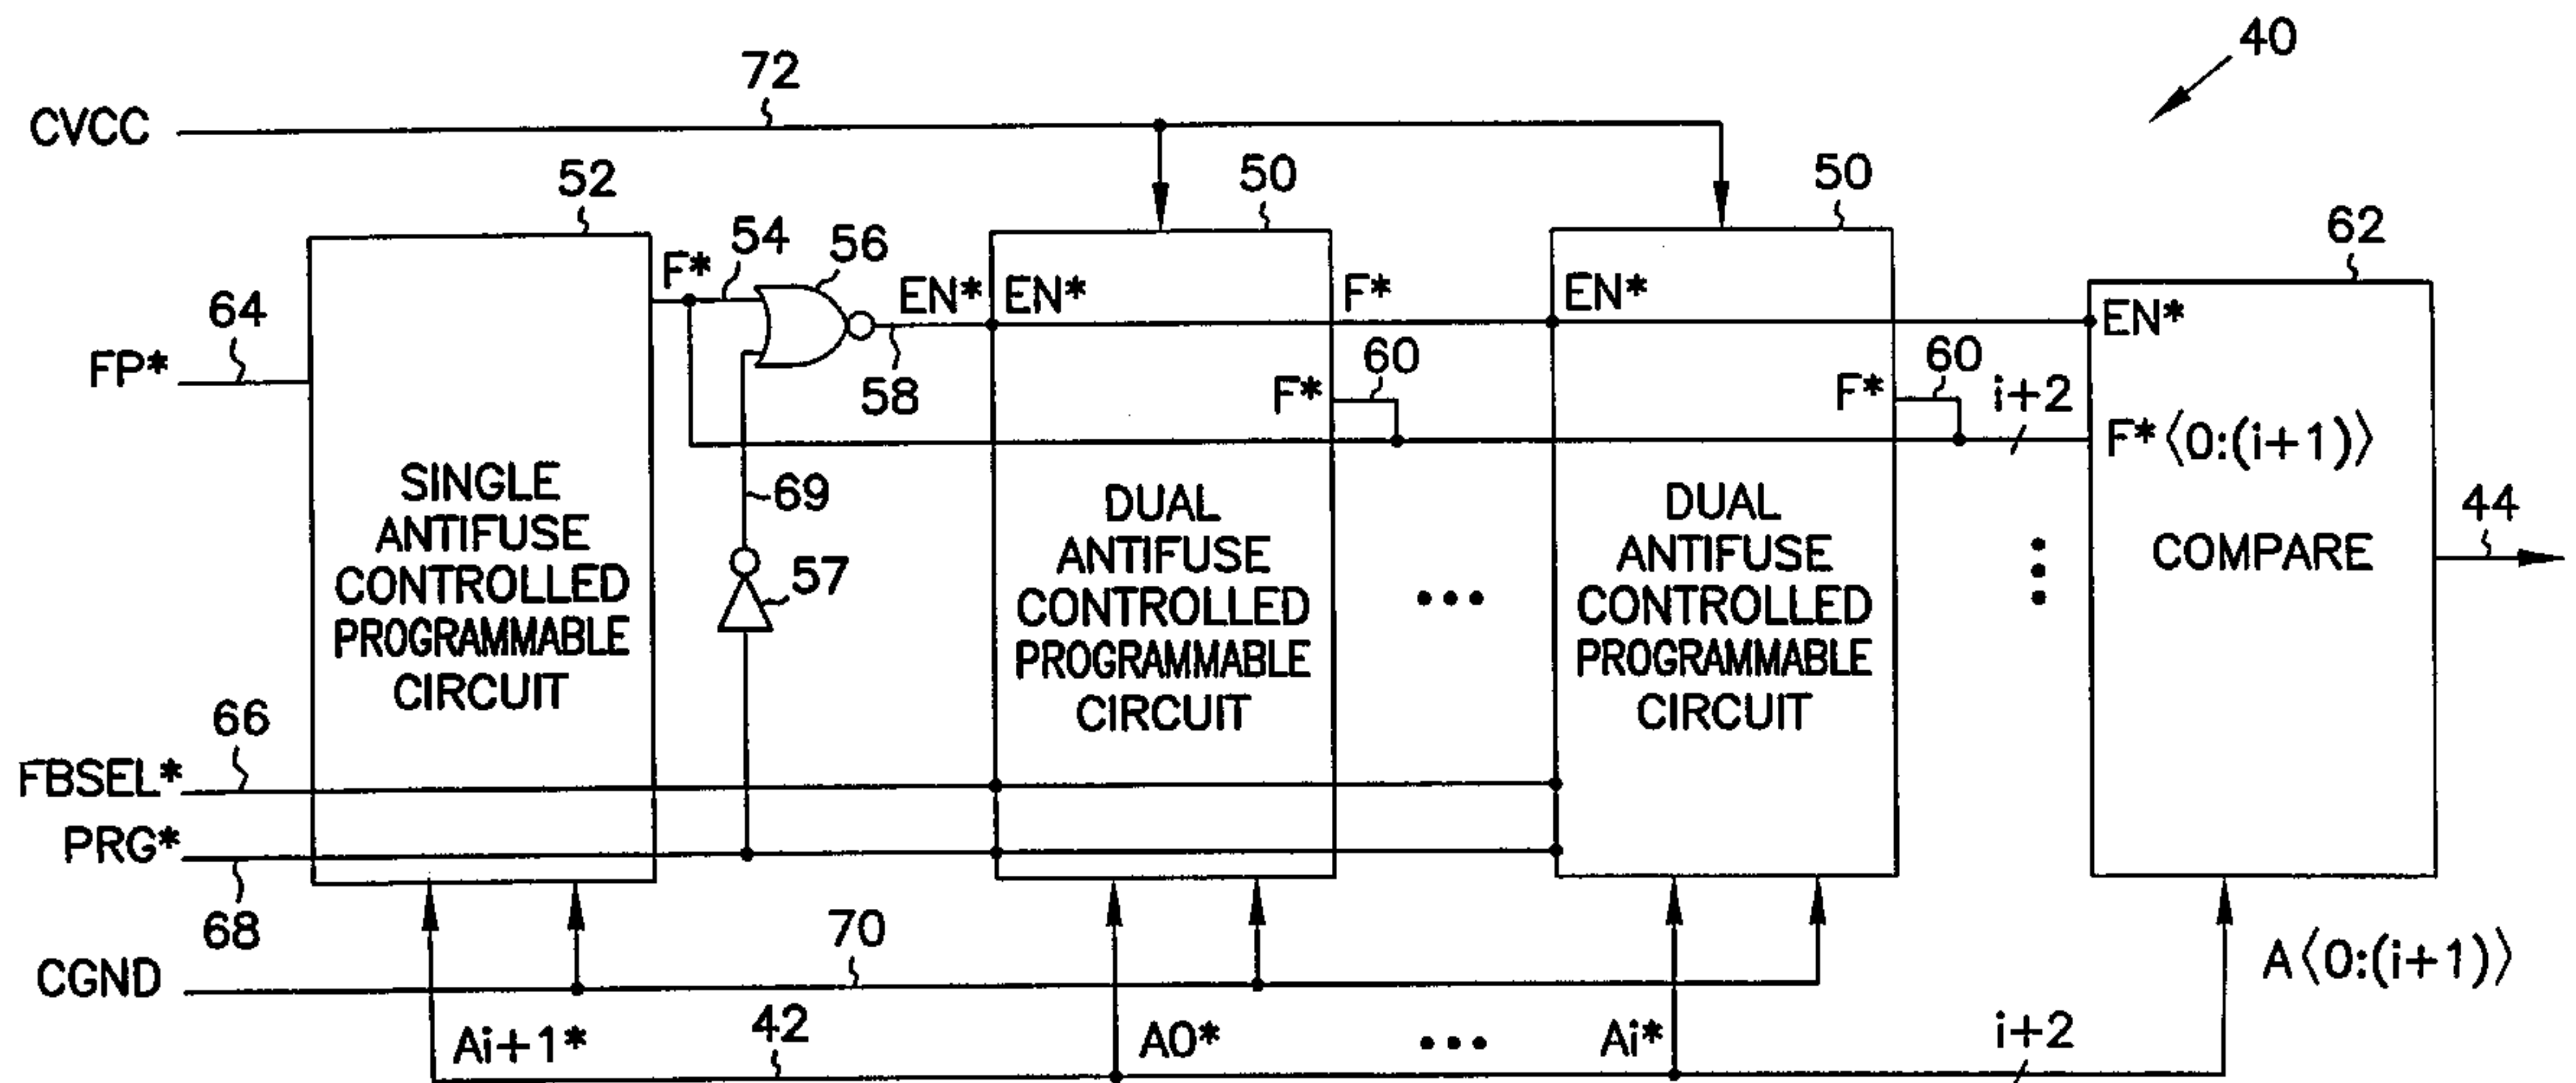 40
72
CVCC
52
50
50
62
F*
54
56
EN*
EN*
F*
EN*
EN*
64
FP*
58
F*
60
F*
60
i+2
F*⟨0:(i+1)⟩
SINGLE
ANTIFUSE
CONTROLLED
PROGRAMMABLE
CIRCUIT
69
57
DUAL
ANTIFUSE
CONTROLLED
PROGRAMMABLE
CIRCUIT
•••
DUAL
ANTIFUSE
CONTROLLED
PROGRAMMABLE
CIRCUIT
COMPARE
44
66
FBSEL*
PRG*
68
CGND
70
A⟨0:(i+1)⟩
Ai+1*
42
A0*
•••
Ai*
i+2